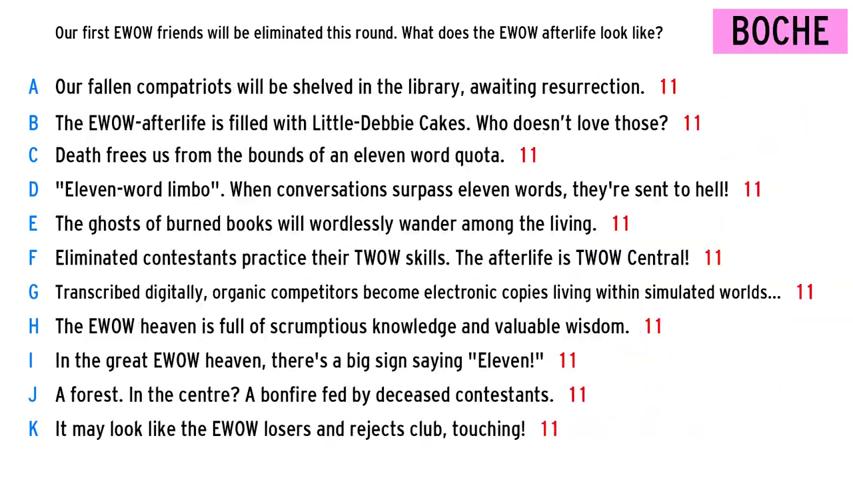 Our first EWOW friends will be eliminated this round. What does the EWOW afterlife look like?
BOCHE
A Our fallen compatriots will be shelved in the library, awaiting resurrection. 11
B The EWOW-afterlife is filled with Little-Debbie Cakes. Who doesn't love those? 11
C Death frees us from the bounds of an eleven word quota. 11
D "Eleven-word limbo". When conversations surpass eleven words, they're sent to hell! 11
E The ghosts of burned books will wordlessly wander among the living. 11
F Eliminated contestants practice their TWOW skills. The afterlife is TWOW Central! 11
G Transcribed digitally, organic competitors become electronic copies living within simulated worlds... 11
H The EWOW heaven is full of scrumptious knowledge and valuable wisdom. 11
I In the great EWOW heaven, there's a big sign saying "Eleven!" 11
J A forest. In the centre? A bonfire fed by deceased contestants. 11
K It may look like the EWOW losers and rejects club, touching! 11